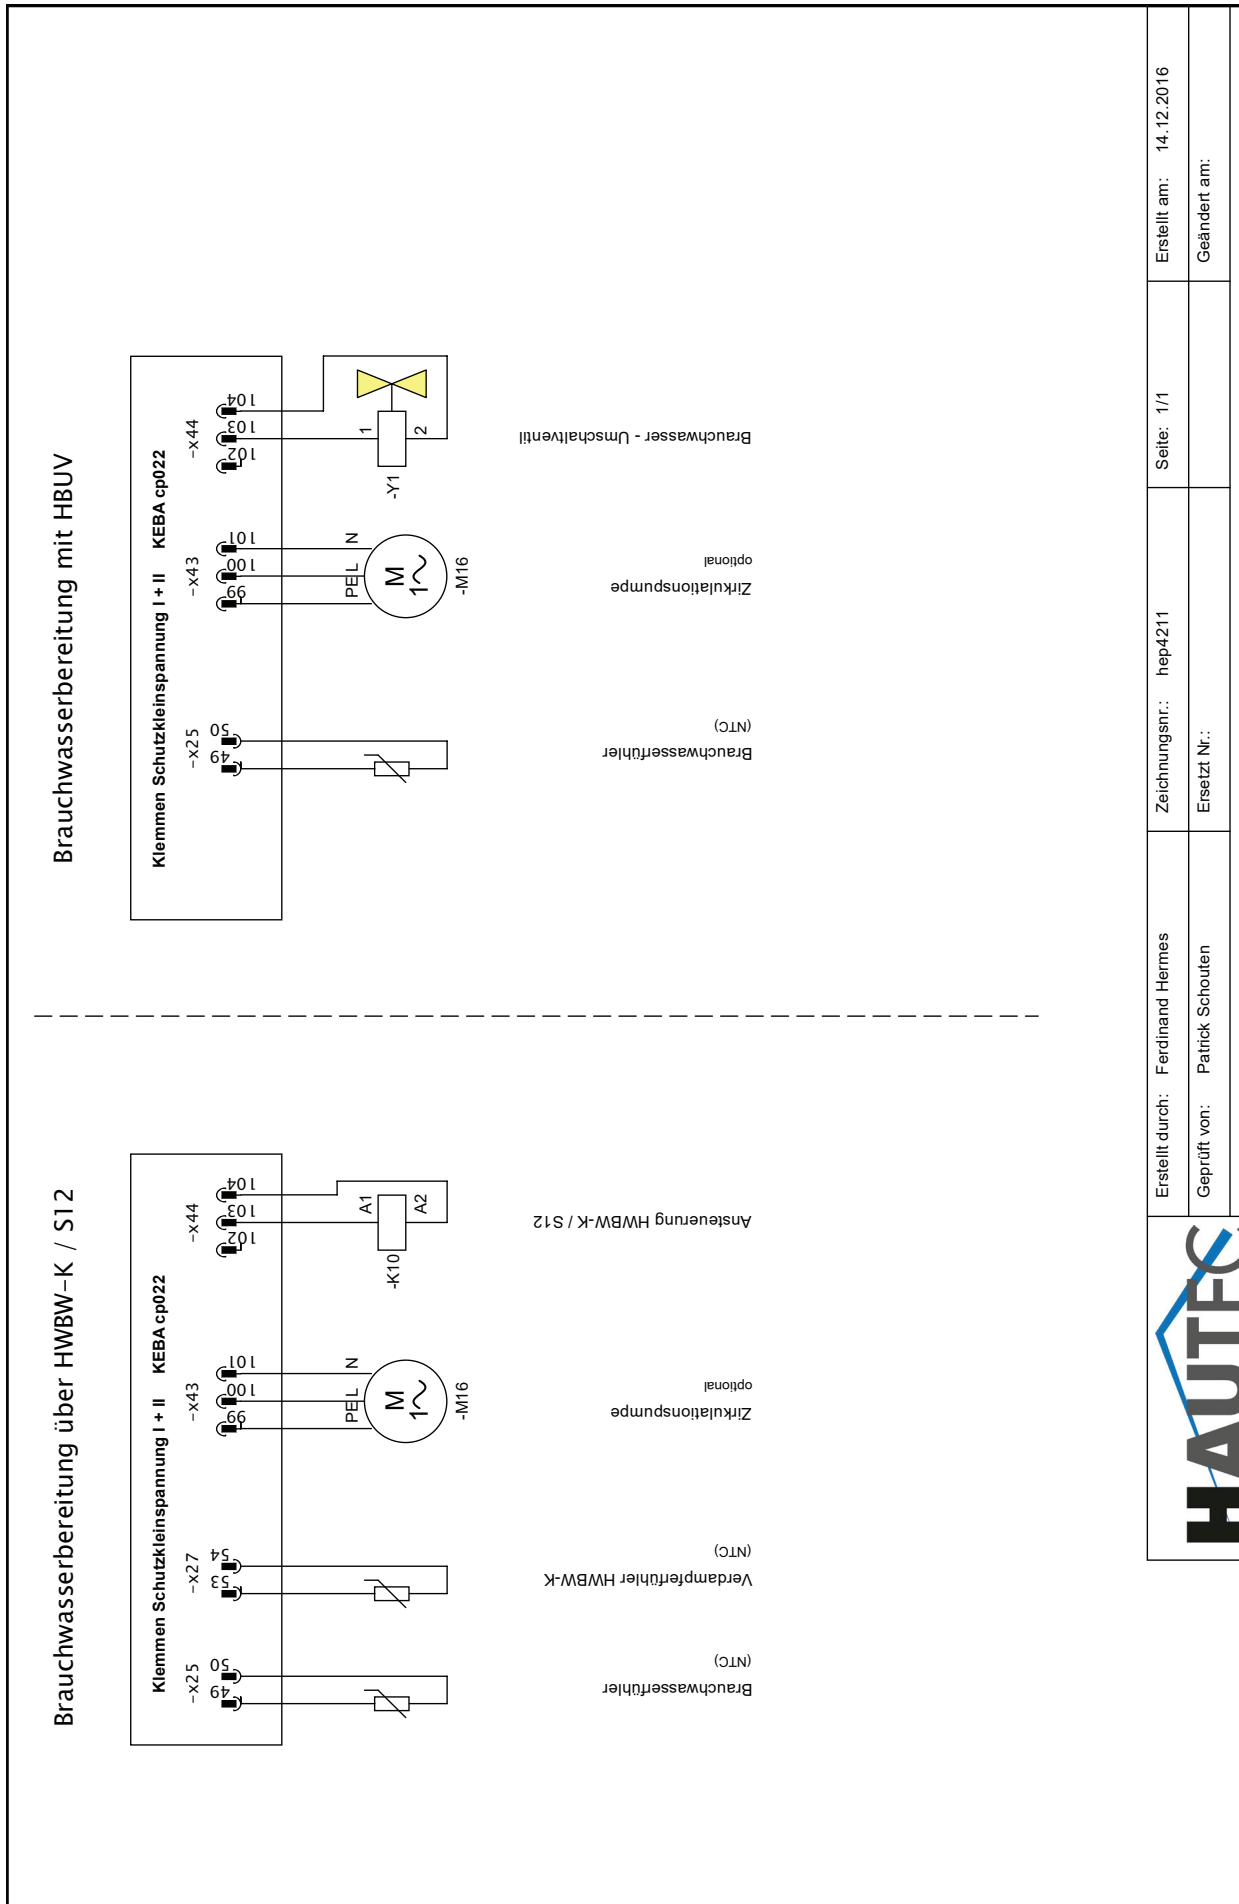 Brauchwasserbereitung über HWBW-K / S12
Klemmen Schutzkleinspannung I + II KEBA cp022
-x25
49 50
-x27
53 54
-x43
99 100 101
-x44
102 103 104
PE L N
M
1~
-M16
-K10
A1
A2
Brauchwasserfühler
(NTC)
Verdampferfühler HWBW-K
(NTC)
Zirkulationspumpe
optional
Ansteuerung HWBW-K / S12
Brauchwasserbereitung mit HBUV
Klemmen Schutzkleinspannung I + II KEBA cp022
-x25
49 50
-x43
99 100 101
-x44
102 103 104
PE L N
M
1~
-M16
-Y1
1
2
Brauchwasserfühler
(NTC)
Zirkulationspumpe
optional
Brauchwasser - Umschaltventil
Erstellt durch: Ferdinand Hermes
Zeichnungsnr.: hep4211
Seite: 1/1
Erstellt am: 14.12.2016
Geprüft von: Patrick Schouten
Ersetzt Nr.:
Geändert am:
HAUTEC